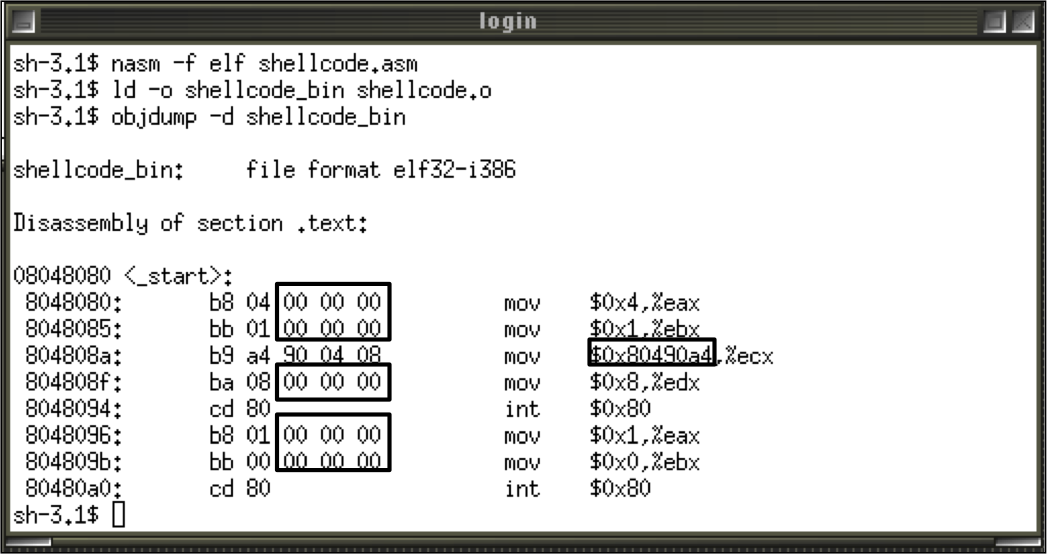 login
sh-3.1$ nasm -f elf shellcode.asm
sh-3.1$ ld -o shellcode_bin shellcode.o
sh-3.1$ objdump -d shellcode_bin
shellcode_bin:     file format elf32-i386
Disassembly of section .text:
08048080 <_start>:
 8048080:       b8 04 00 00 00          mov    $0x4,%eax
 8048085:       bb 01 00 00 00          mov    $0x1,%ebx
 804808a:       b9 a4 90 04 08          mov    $0x80490a4,%ecx
 804808f:       ba 08 00 00 00          mov    $0x8,%edx
 8048094:       cd 80                   int    $0x80
 8048096:       b8 01 00 00 00          mov    $0x1,%eax
 804809b:       bb 00 00 00 00          mov    $0x0,%ebx
 80480a0:       cd 80                   int    $0x80
sh-3.1$